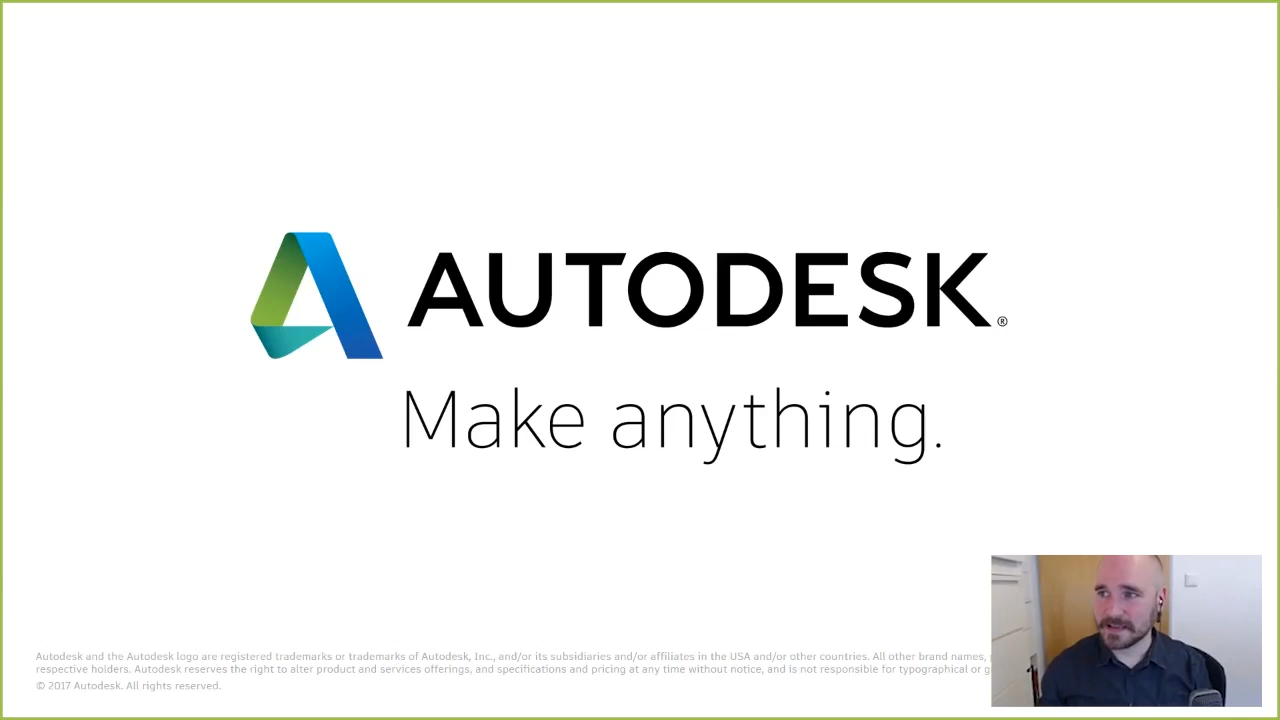 AUTODESK®
Make anything.
Autodesk and the Autodesk logo are registered trademarks or trademarks of Autodesk, Inc., and/or its subsidiaries and/or affiliates in the USA and/or other countries. All other brand names,
respective holders. Autodesk reserves the right to alter product and services offerings, and specifications and pricing at any time without notice, and is not responsible for typographical or
© 2017 Autodesk. All rights reserved.